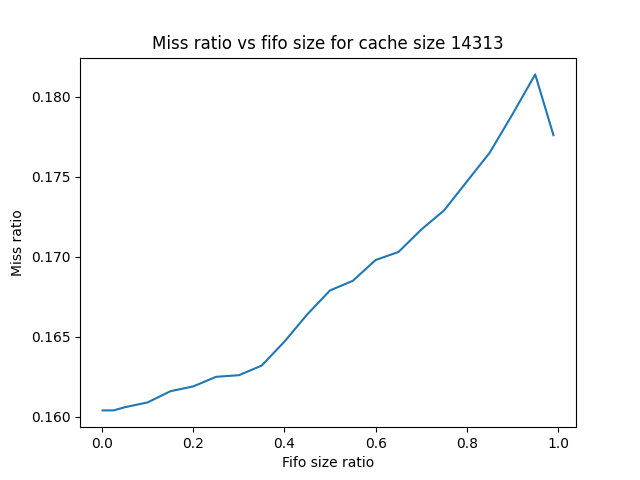 Miss ratio vs fifo size for cache size 14313
0.180
0.175
0.170
0.165
0.160
Miss ratio
0.0 0.2 0.4 0.6 0.8 1.0
Fifo size ratio